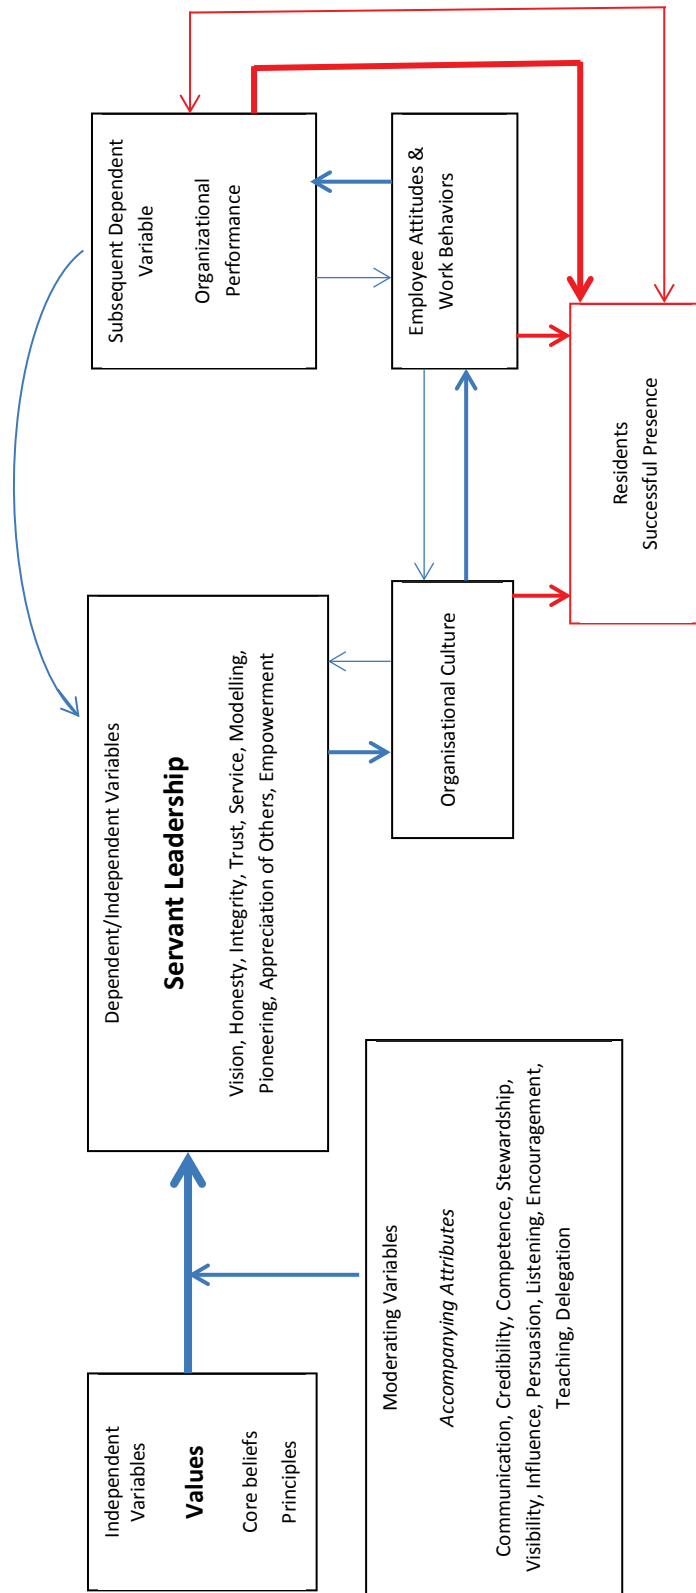 Independent
Variables
Values
Core beliefs
Principles
Moderating Variables
Accompanying Attributes
Communication, Credibility, Competence, Stewardship,
Visibility, Influence, Persuasion, Listening, Encouragement,
Teaching, Delegation
Dependent/Independent Variables
Servant Leadership
Vision, Honesty, Integrity, Trust, Service, Modelling,
Pioneering, Appreciation of Others, Empowerment
Organisational Culture
Subsequent Dependent
Variable
Organizational
Performance
Employee Attitudes &
Work Behaviors
Residents
Successful Presence